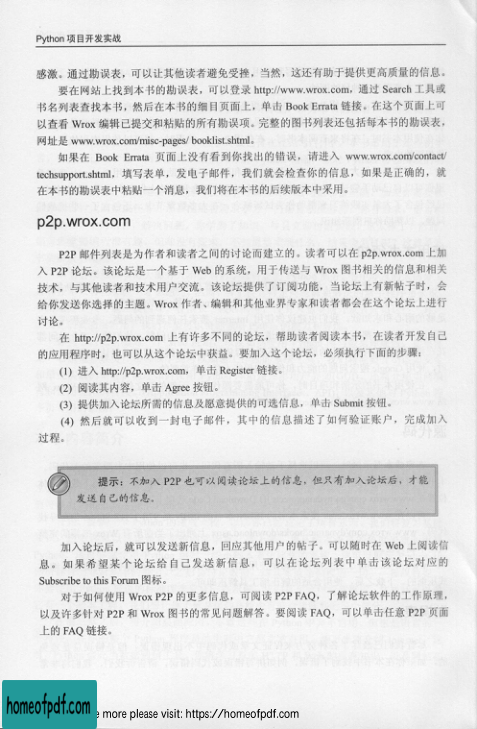 Python 项目开发实战
感激。通过勘误表，可以让其他读者避免受挫，当然，这还有助于提供更高质量的信息。
要在网站上找到本书的勘误表，可以登录 http://www.wrox.com，通过 Search 工具或
书名列表查找本书，然后在本书的细目页面上，单击 Book Errata 链接。在这个页面上可
以查看 Wrox 编辑已提交和粘贴的所有勘误项。完整的图书列表还包括每本书的勘误表，
网址是 www.wrox.com/misc-pages/ booklist.shtml。
如果在 Book Errata 页面上没有看到你找出的错误，请进入 www.wrox.com/contact/
techsupport.shtml，填写表单，发电子邮件，我们就会检查你的信息，如果是正确的，就
在本书的勘误表中粘贴一个消息，我们将在本书的后续版本中采用。
p2p.wrox.com
P2P 邮件列表是为作者和读者之间的讨论而建立的。读者可以在 p2p.wrox.com 上加
入 P2P 论坛。该论坛是一个基于 Web 的系统，用于传送与 Wrox 图书相关的信息和相关
技术，与其他读者和技术用户交流。该论坛提供了订阅功能，当论坛上有新帖子时，会
给你发送你选择的主题。Wrox 作者、编辑和其他业界专家和读者都会在这个论坛上进行
讨论。
在 http://p2p.wrox.com 上有许多不同的论坛，帮助读者阅读本书，在读者开发自己
的应用程序时，也可以从这个论坛中获益。要加入这个论坛，必须执行下面的步骤：
(1) 进入 http://p2p.wrox.com，单击 Register 链接。
(2) 阅读其内容，单击 Agree 按钮。
(3) 提供加入论坛所需的信息及愿意提供的可选信息，单击 Submit 按钮。
(4) 然后就可以收到一封电子邮件，其中的信息描述了如何验证账户，完成加入
过程。
提示：不加入 P2P 也可以阅读论坛上的信息，但只有加入论坛后，才能
发送自己的信息。
加入论坛后，就可以发送新信息，回应其他用户的帖子。可以随时在 Web 上阅读信
息。如果希望某个论坛给自己发送新信息，可以在论坛列表中单击该论坛对应的
Subscribe to this Forum 图标。
对于如何使用 Wrox P2P 的更多信息，可阅读 P2P FAQ，了解论坛软件的工作原理，
以及许多针对 P2P 和 Wrox 图书的常见问题解答。要阅读 FAQ，可以单击任意 P2P 页面
上的 FAQ 链接。
homeofpdf.com
more please visit: https://homeofpdf.com